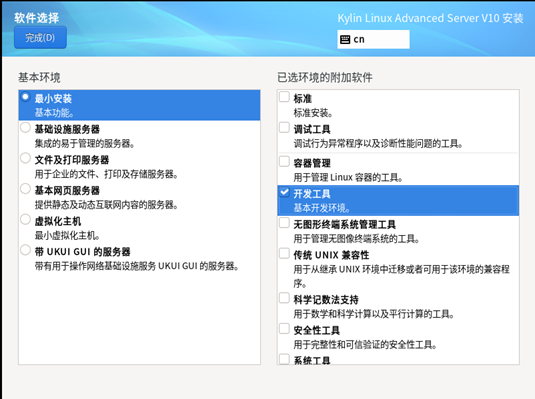 软件选择
Kylin Linux Advanced Server V10 安装
完成(D)
cn
基本环境
最小安装
基本功能。
基础设施服务器
集成的易于管理的服务器。
文件及打印服务器
用于企业的文件、打印及存储服务器。
基本网页服务器
提供静态及动态互联网内容的服务器。
虚拟化主机
最小虚拟化主机。
带 UKUI GUI 的服务器
带有用于操作网络基础设施服务 UKUI GUI 的服务器。
已选环境的附加软件
标准
标准安装。
调试工具
调试行为异常程序以及诊断性能问题的工具。
容器管理
用于管理 Linux 容器的工具。
开发工具
基本开发环境。
无图形终端系统管理工具
用于管理无图像终端系统的工具。
传统 UNIX 兼容性
用于从继承 UNIX 环境中迁移或者可用于该环境的兼容程
序。
科学记数法支持
用于数学和科学计算以及平行计算的工具。
安全性工具
用于完整性和可信验证的安全性工具。
系统工具